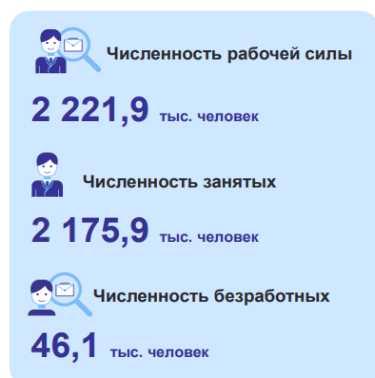 Численность рабочей силы
2 221,9 тыс. человек
Численность занятых
2 175,9 тыс. человек
Численность безработных
46,1 тыс. человек